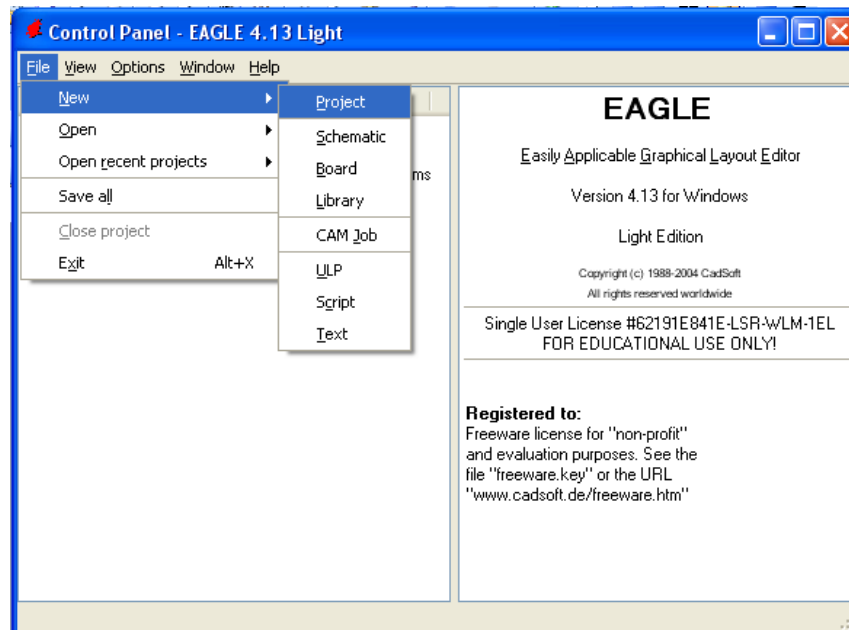 Control Panel - EAGLE 4.13 Light
File View Options Window Help
New
Open
Open recent projects
Save all
Close project
Exit Alt+X
Project
Schematic
Board
Library
CAM Job
ULP
Script
Text
ms
EAGLE
Easily Applicable Graphical Layout Editor
Version 4.13 for Windows
Light Edition
Copyright (c) 1988-2004 CadSoft
All rights reserved worldwide
Single User License #62191E841E-LSR-WLM-1EL
FOR EDUCATIONAL USE ONLY!
Registered to:
Freeware license for "non-profit"
and evaluation purposes. See the
file "freeware.key" or the URL
"www.cadsoft.de/freeware.htm"